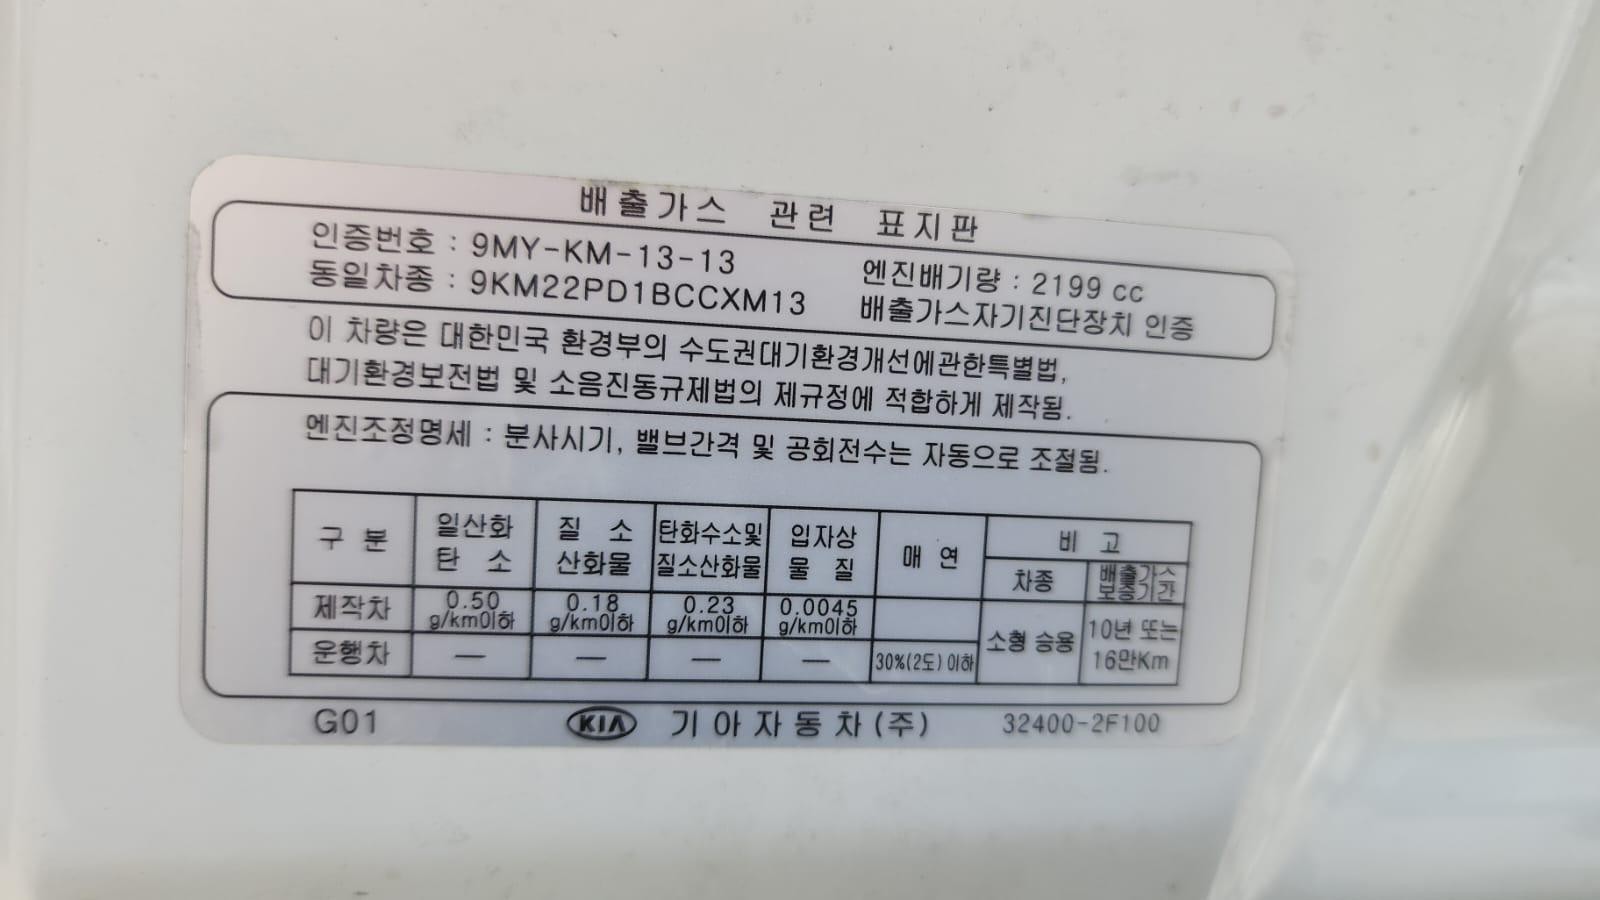 배출가스 관련 표지판
인증번호 : 9MY-KM-13-13
엔진배기량 : 2199 cc
동일차종 : 9KM22PD1BCCXM13
배출가스자기진단장치 인증
이 차량은 대한민국 환경부의 수도권대기환경개선에관한특별법,
대기환경보전법 및 소음진동규제법의 제규정에 적합하게 제작됨.
엔진조정명세 : 분사시기, 밸브간격 및 공회전수는 자동으로 조절됨.
구 분 일산화 탄 소 질 소 산화물 탄화수소및 질소산화물 입자상 물 질 매 연 비 고
차종 배출가스 보증기간
제작차 0.50 g/km이하 0.18 g/km이하 0.23 g/km이하 0.0045 g/km이하 소형 승용 10년 또는 16만Km
운행차 — — — — 30%(2도) 이하
G01 KIA 기아자동차(주) 32400-2F100